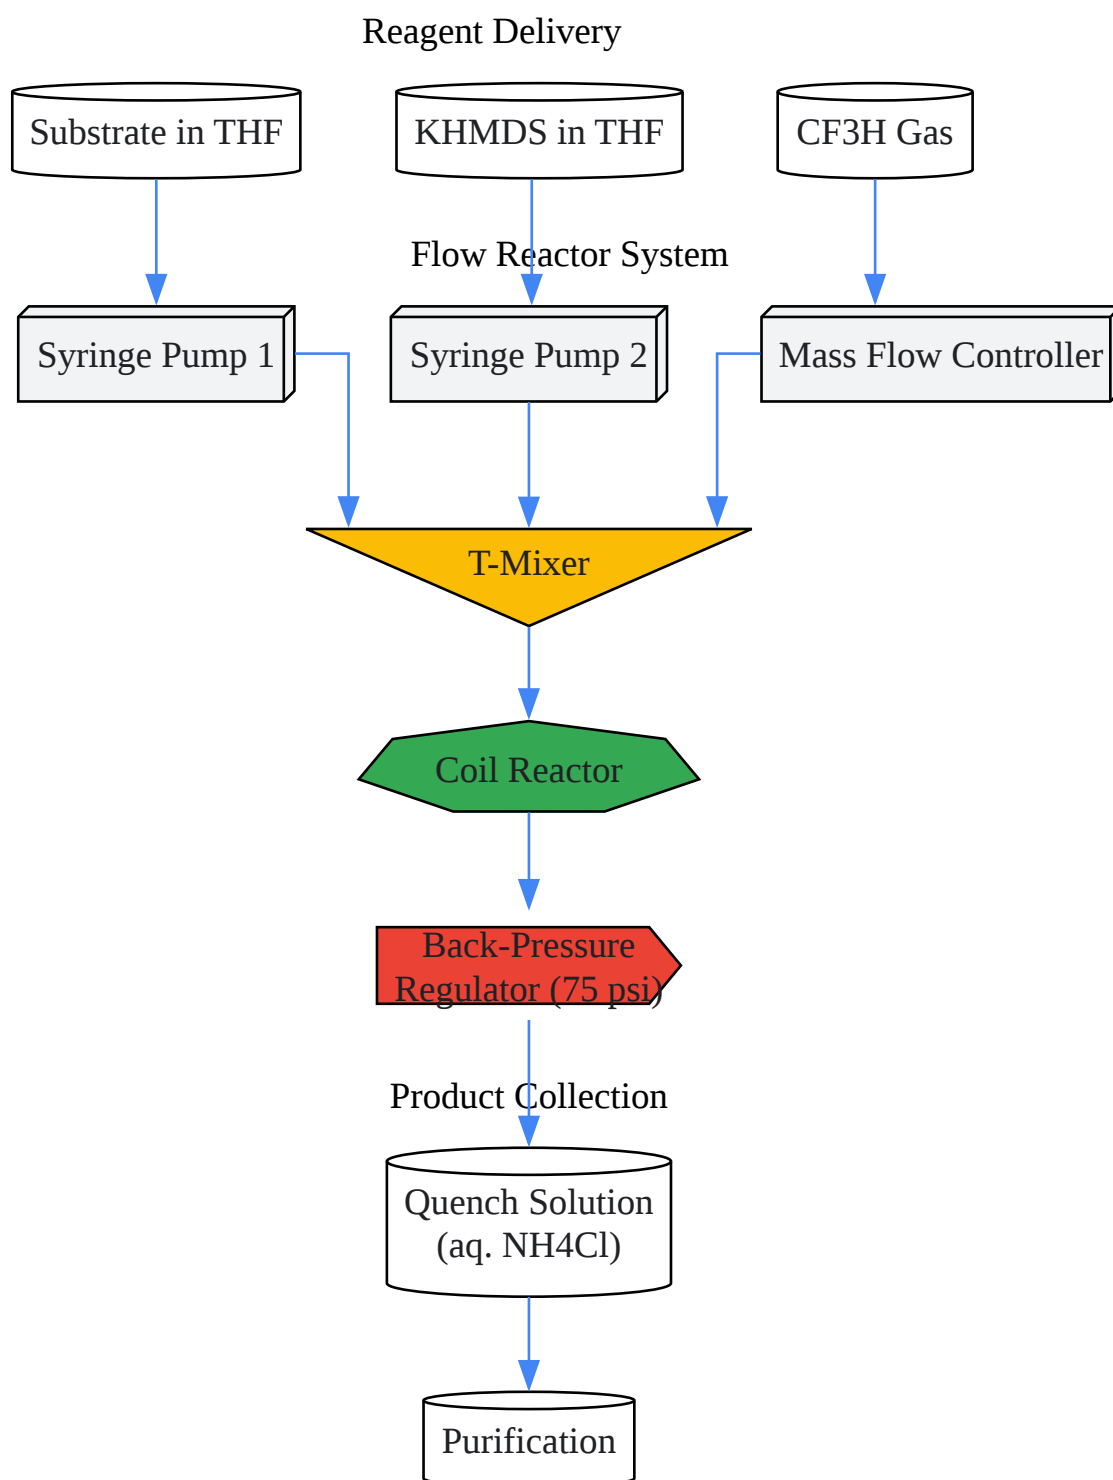 Reagent Delivery
Substrate in THF
KHMDS in THF
CF3H Gas
Flow Reactor System
Syringe Pump 1
Syringe Pump 2
Mass Flow Controller
T-Mixer
Coil Reactor
Back-Pressure
Regulator (75 psi)
Product Collection
Quench Solution
(aq. NH4Cl)
Purification